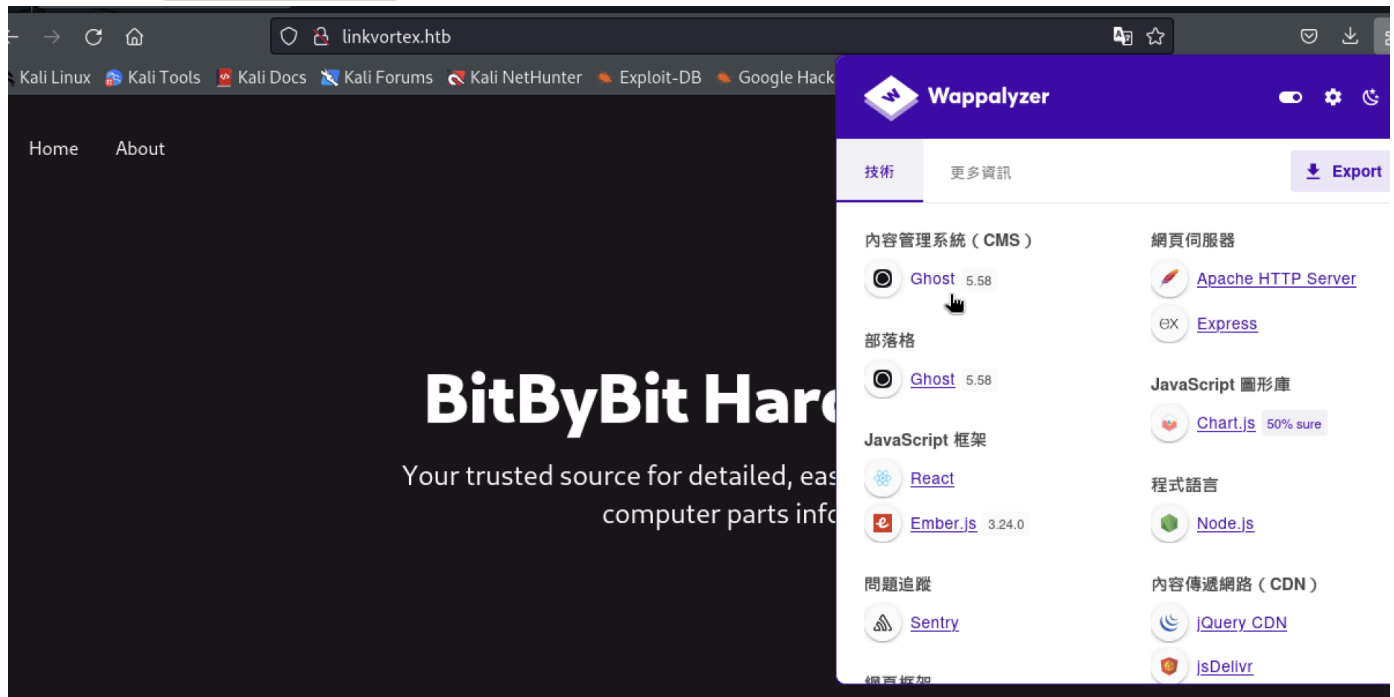 linkvortex.htb
Kali Linux Kali Tools Kali Docs Kali Forums Kali NetHunter Exploit-DB Google Hack
Home About
BitByBit Hard
Your trusted source for detailed, eas
computer parts info
Wappalyzer
技術 更多資訊 Export
內容管理系統（CMS）
Ghost 5.58
部落格
Ghost 5.58
JavaScript 框架
React
Ember.js 3.24.0
問題追蹤
Sentry
網頁框架
網頁伺服器
Apache HTTP Server
ex Express
JavaScript 圖形庫
Chart.js 50% sure
程式語言
Node.js
內容傳遞網路（CDN）
jQuery CDN
jsDelivr